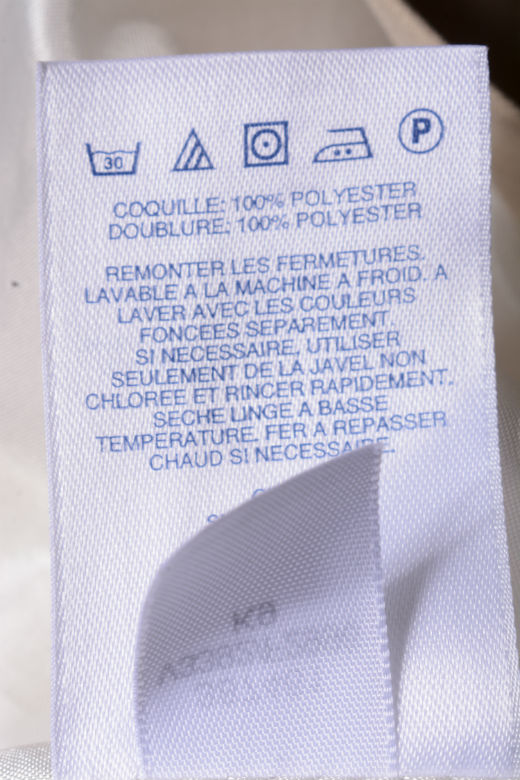 30
P
COQUILLE: 100% POLYESTER
DOUBLURE: 100% POLYESTER
REMONTER LES FERMETURES.
LAVABLE A LA MACHINE A FROID. A
LAVER AVEC LES COULEURS
FONCEES SEPAREMENT.
SI NECESSAIRE, UTILISER
SEULEMENT DE LA JAVEL NON
CHLOREE ET RINCER RAPIDEMENT.
SECHE LINGE A BASSE
TEMPERATURE. FER A REPASSER
CHAUD SI NECESSAIRE.